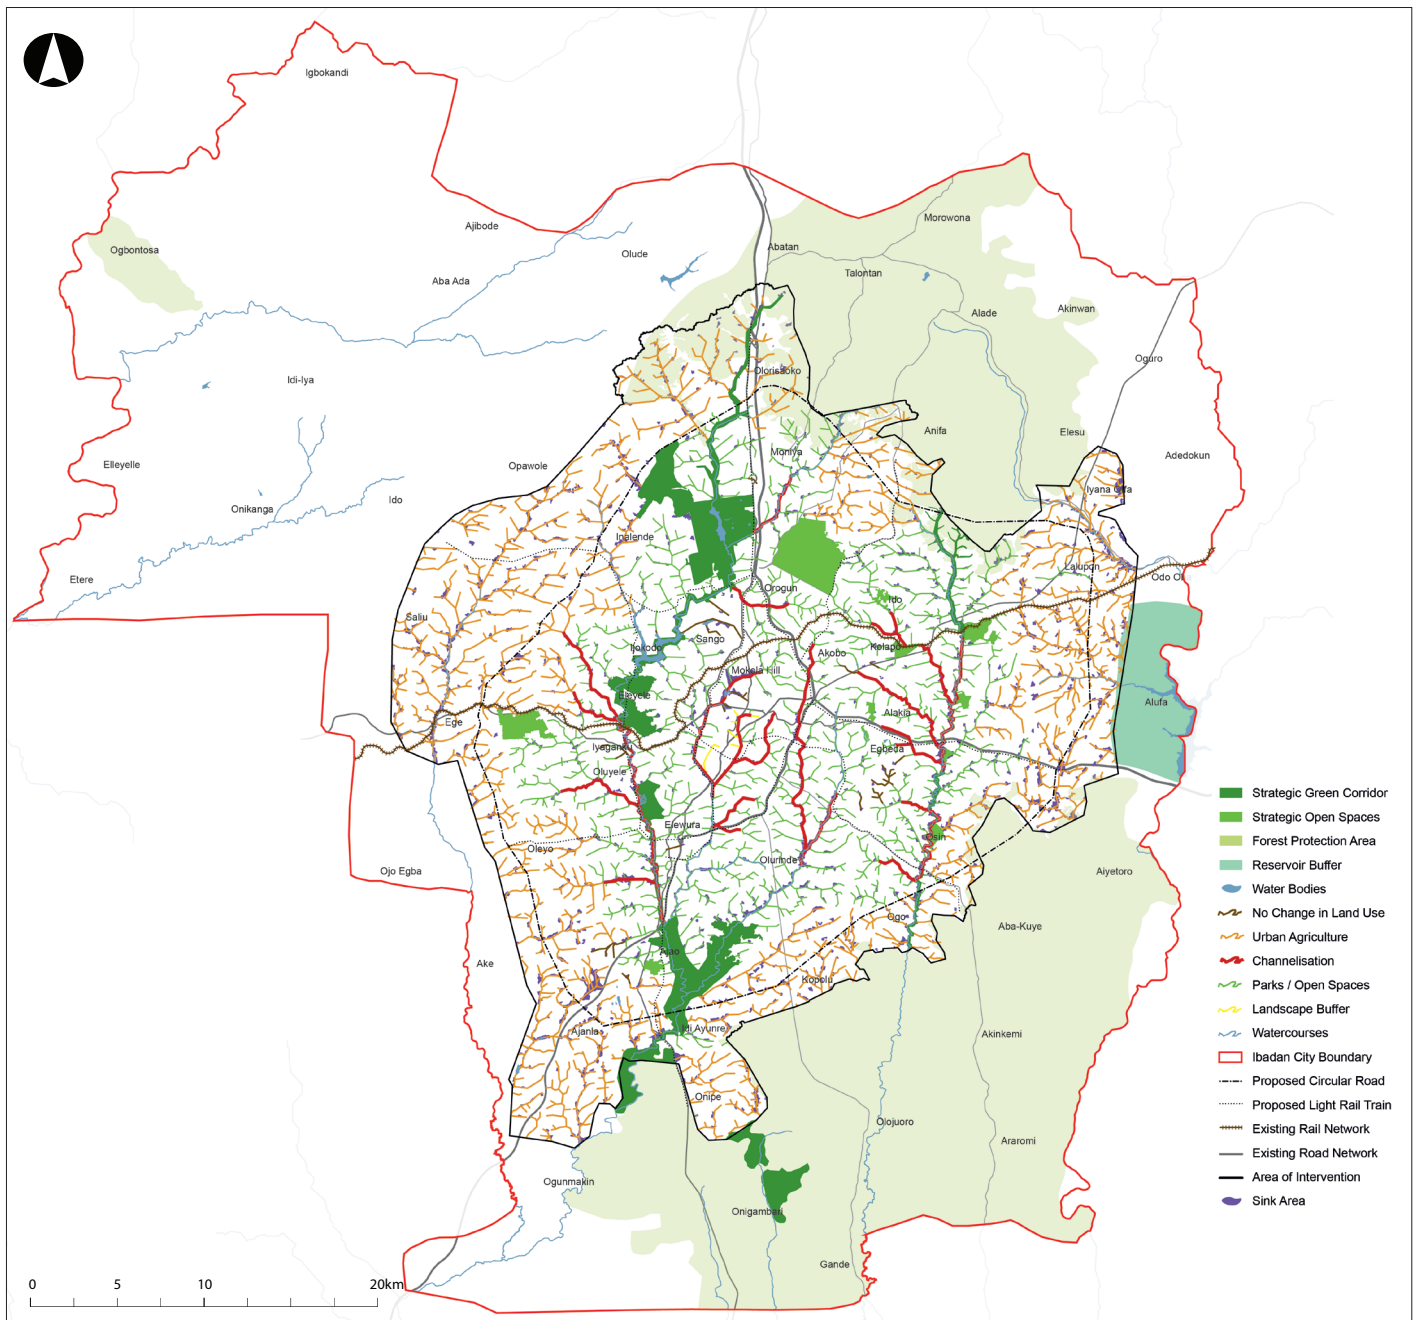 Igbokandi
Morowona
Ajibode
Abatan
Ogbontosa
Olude
Talontan
Aba Ada
Akinwan
Alade
Oguro
Olorisaoko
Idi-Iya
Anifa
Elesu
Moniya
Adedokun
Elleyelle
Opawole
Ido
Onikanga
Inalende
Lalupon
Etere
Odo Oli
Orogun
Ido
Saliu
Sango
Kelapo
Akobo
Mokola Hill
Eleyele
Alufa
Alakia
Ege
Iyaganku
Egbeda
Oluyele
Strategic Green Corridor
Strategic Open Spaces
Elewura
Osin
Forest Protection Area
Oleyo
Olurinde
Reservoir Buffer
Ojo Egba
Aiyetoro
Water Bodies
Ogo
No Change in Land Use
Aba-Kuye
Urban Agriculture
Ajao
Ake
Channelisation
Kopolu
Parks / Open Spaces
Landscape Buffer
Ajanla
Idi Ayunre
Akinkemi
Watercourses
Ibadan City Boundary
Proposed Circular Road
Onipe
Proposed Light Rail Train
Olojuoro
Existing Rail Network
Araromi
Existing Road Network
Area of Intervention
Ogunmakin
Sink Area
Onigambari
Gande
0 5 10 20km